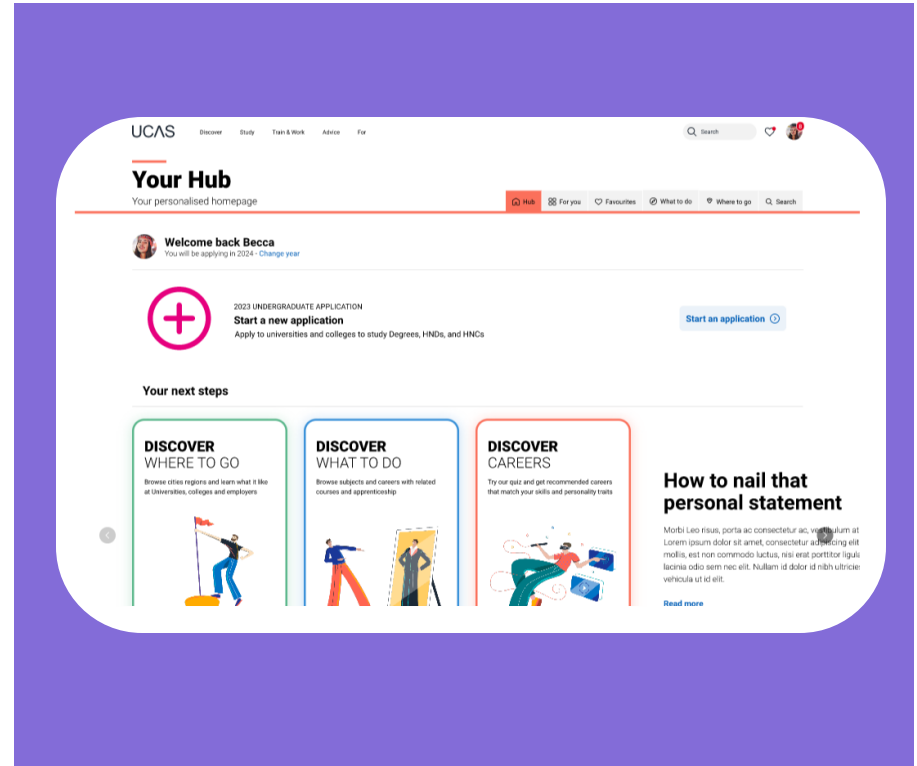 UCAS Discover Study Train & Work Advice For Search
Your Hub
Your personalised homepage
Hub For you Favourites What to do Where to go Search
Welcome back Becca
You will be applying in 2024 - Change year
2023 UNDERGRADUATE APPLICATION
Start a new application
Apply to universities and colleges to study Degrees, HNDs, and HNCs
Start an application
Your next steps
DISCOVER
WHERE TO GO
Browse cities regions and learn what it like
at Universities, colleges and employers
DISCOVER
WHAT TO DO
Browse subjects and careers with related
courses and apprenticeship
DISCOVER
CAREERS
Try our quiz and get recommended careers
that match your skills and personality traits
How to nail that
personal statement
Morbi Leo risus, porta ac consectetur ac, vestibulum at
Lorem ipsum dolor sit amet, consectetur adipiscing elit
mollis, est non commodo luctus, nisi erat porttitor ligula
lacinia odio sem nec elit. Nullam id dolor id nibh ultricies
vehicula ut id elit.
Read more